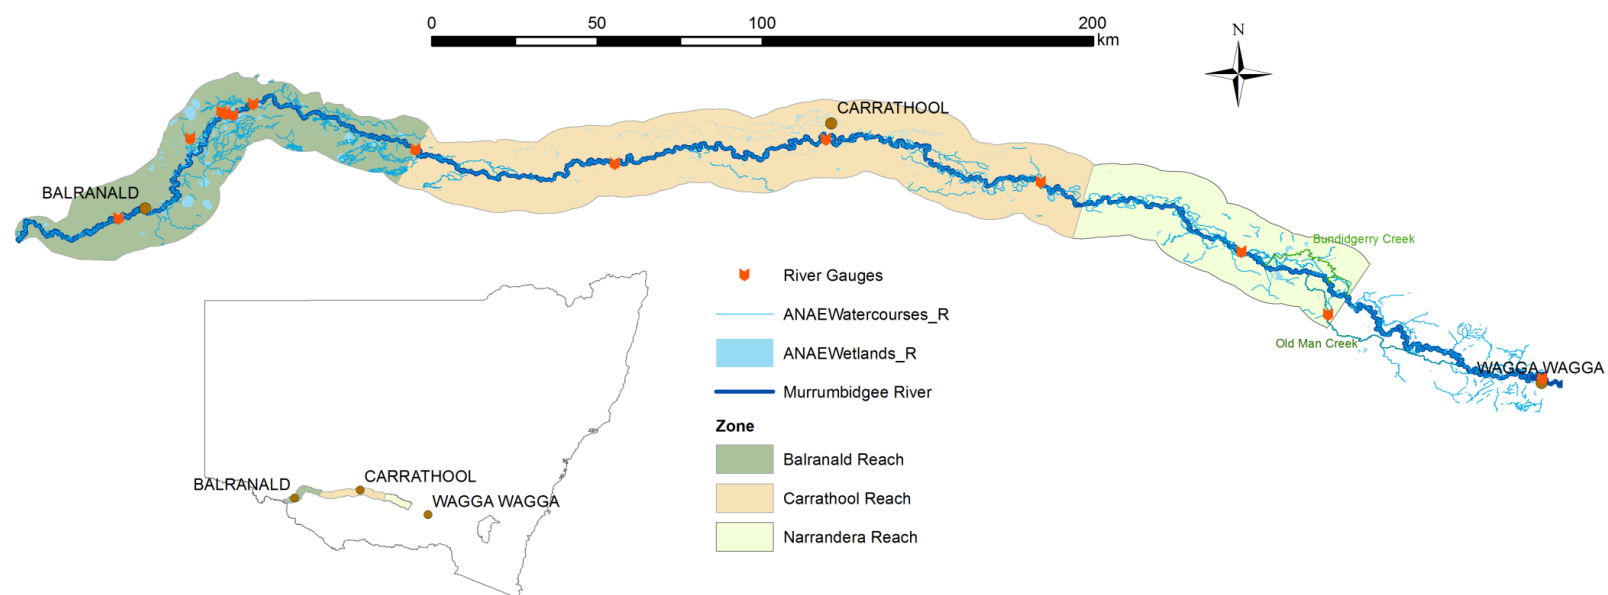 0 50 100 200
km
N
CARRATHOOL
BALRANALD
Bundidgerry Creek
Old Man Creek
WAGGA WAGGA
River Gauges
ANAEWatercourses_R
ANAEWetlands_R
Murrumbidgee River
Zone
Balranald Reach
Carrathool Reach
Narrandera Reach
CARRATHOOL
BALRANALD
WAGGA WAGGA